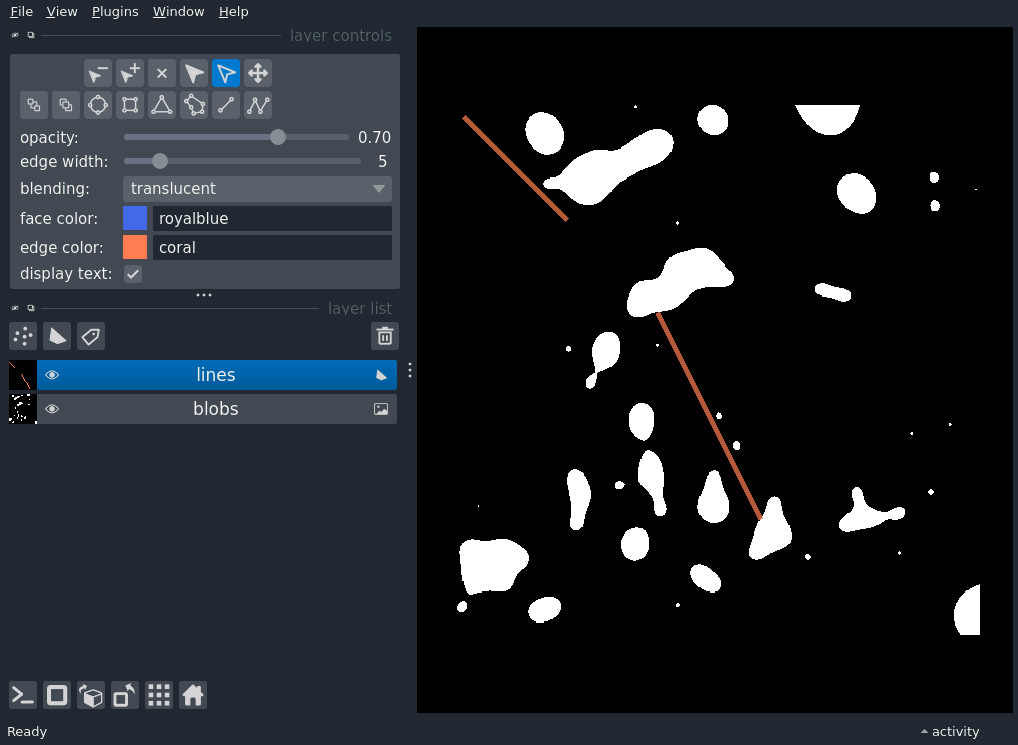 File View Plugins Window Help
layer controls
opacity: 0.70
edge width: 5
blending: translucent
face color: royalblue
edge color: coral
display text:
layer list
lines
blobs
Ready activity